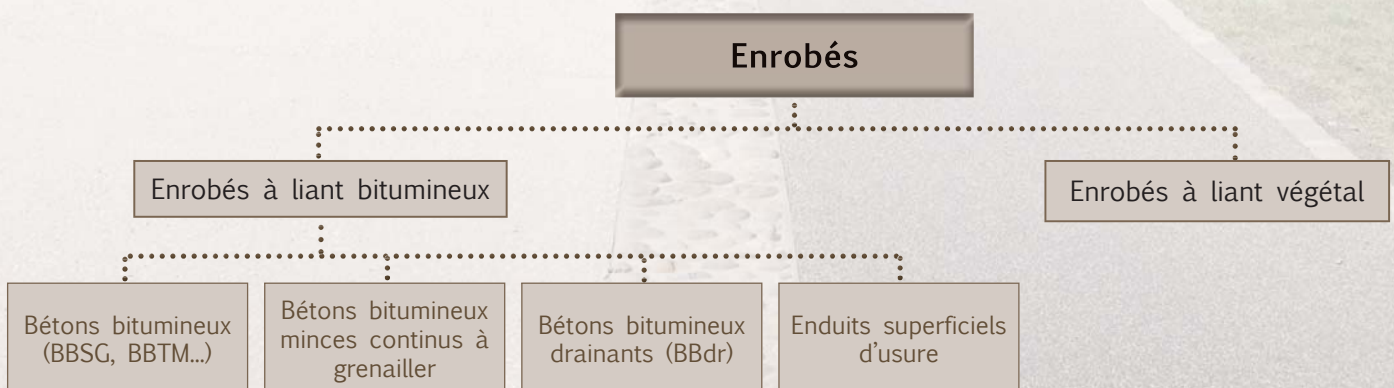 Enrobés
Enrobés à liant bitumineux
Enrobés à liant végétal
Bétons bitumineux
(BBSG, BBTM...)
Bétons bitumineux
minces continus à
grenailler
Bétons bitumineux
drainants (BBdr)
Enduits superficiels
d'usure